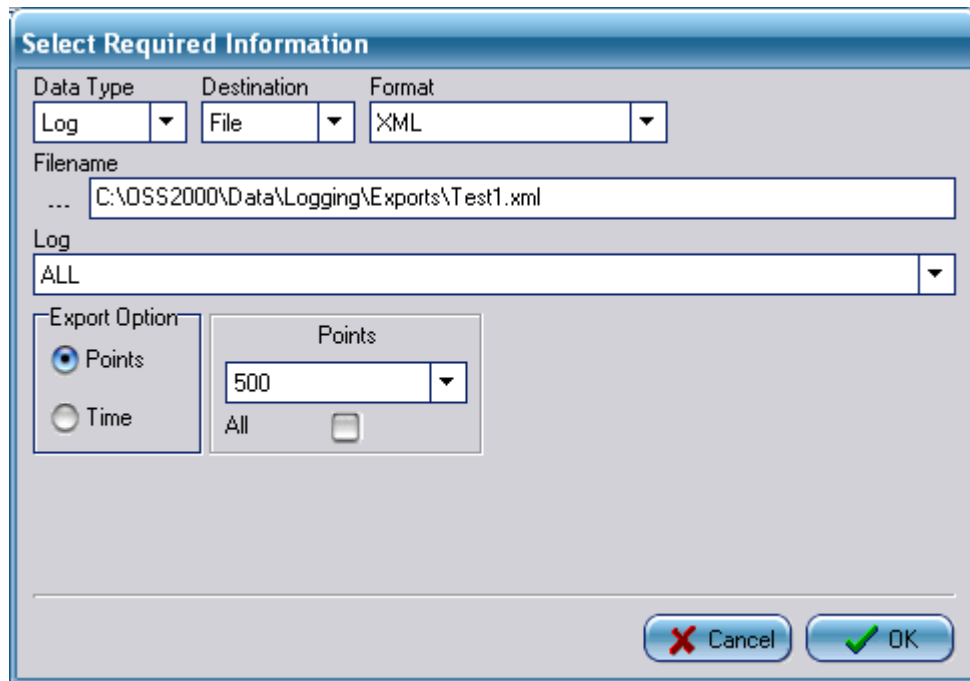 Select Required Information
Data Type Destination Format
Log File XML
Filename
... C:\OSS2000\Data\Logging\Exports\Test1.xml
Log
ALL
Export Option Points
Points 500
Time All
Cancel OK